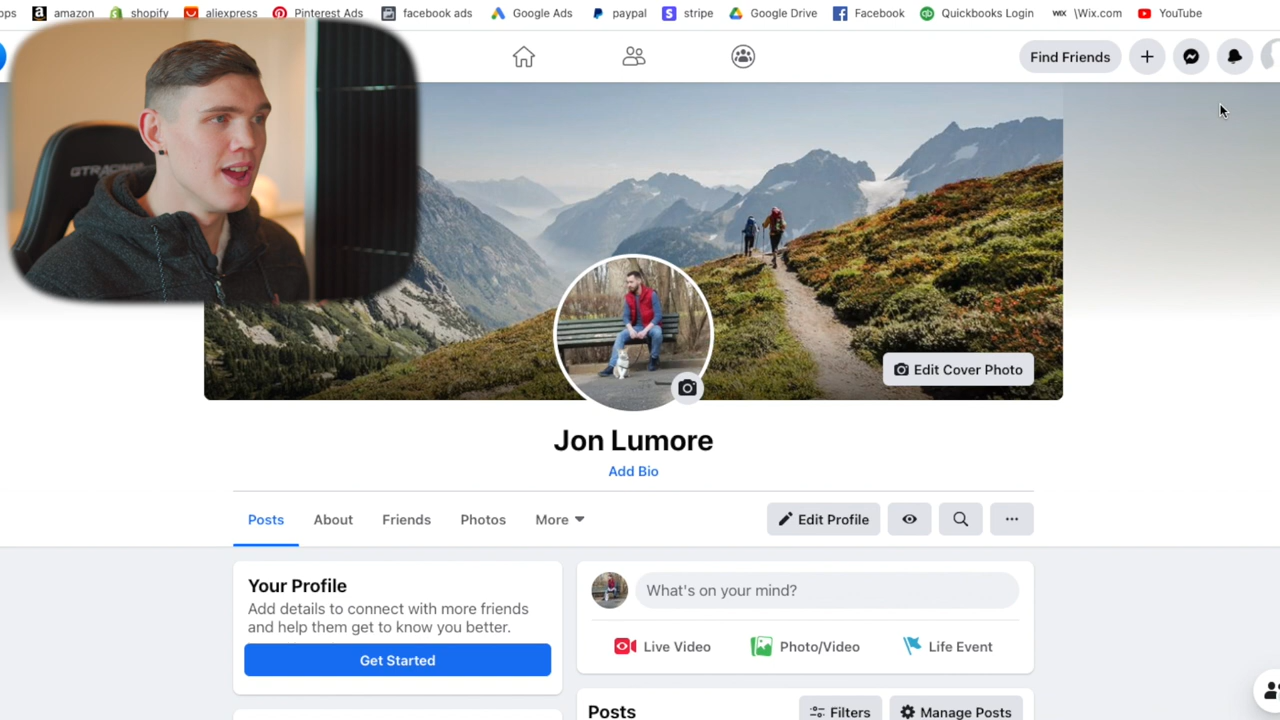 ps amazon shopify aliexpress Pinterest Ads facebook ads Google Ads paypal stripe Google Drive Facebook Quickbooks Login WIX \Wix.com YouTube
Find Friends
GTRACING
Edit Cover Photo
Jon Lumore
Add Bio
Posts About Friends Photos More Edit Profile
Your Profile
Add details to connect with more friends
and help them get to know you better.
Get Started
What's on your mind?
Live Video Photo/Video Life Event
Posts Filters Manage Posts